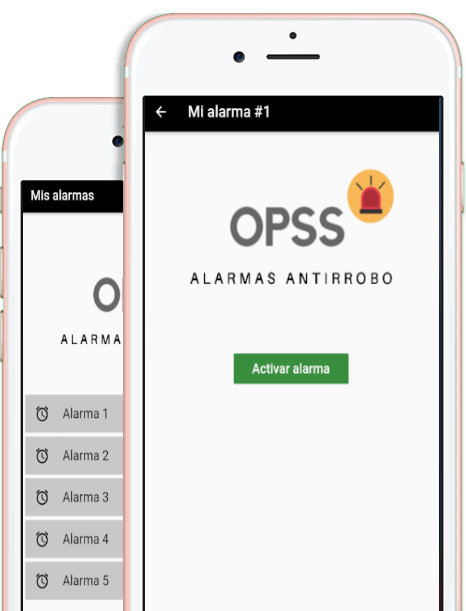 Mi alarma #1
OPSS
ALARMAS ANTIRROBO
Activar alarma
Mis alarmas
O
ALARMA
Alarma 1
Alarma 2
Alarma 3
Alarma 4
Alarma 5